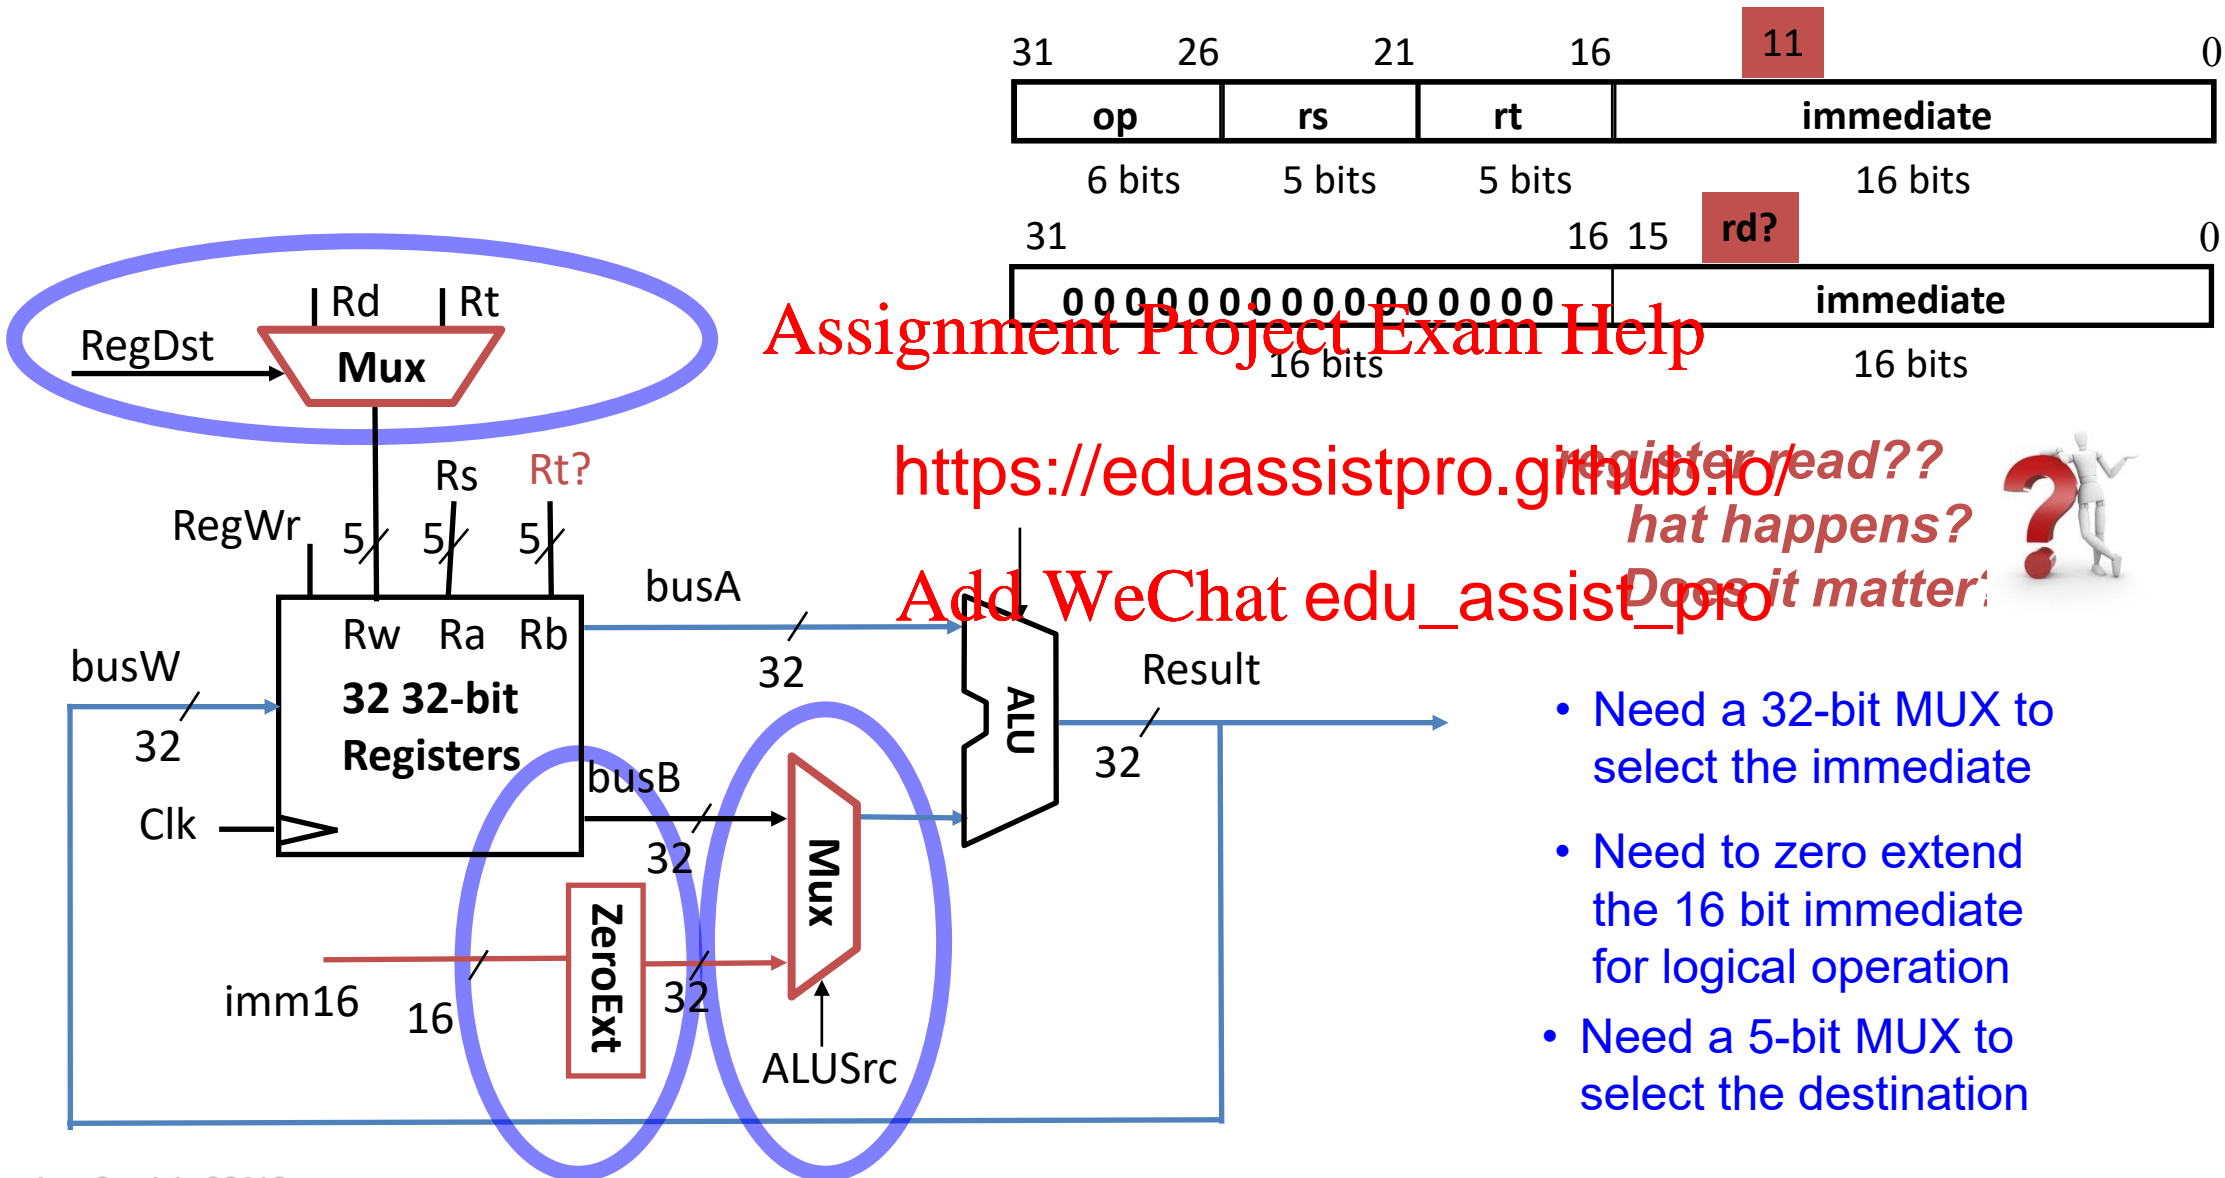 31 26 21 16 11 0
op rs rt immediate
6 bits 5 bits 5 bits 16 bits
31 16 15 rd? 0
0 0 0 0 0 0 0 0 0 0 0 0 0 0 0 0 immediate
Assignment Project Exam Help
16 bits 16 bits
Rd Rt
RegDst
Mux
Rs Rt?
https://eduassistpro.github.io/
register read??
RegWr 5 5 5
hat happens?
Add WeChat edu_assist_pro
Does it matter?
busA
Rw Ra Rb
busW
32
32 32-bit
Registers
32
Result
ALU
32
busB
Clk
32
Mux
ZeroExt
imm16
16
32
ALUSrc
• Need a 32-bit MUX to
select the immediate
• Need to zero extend
the 16 bit immediate
for logical operation
• Need a 5-bit MUX to
select the destination